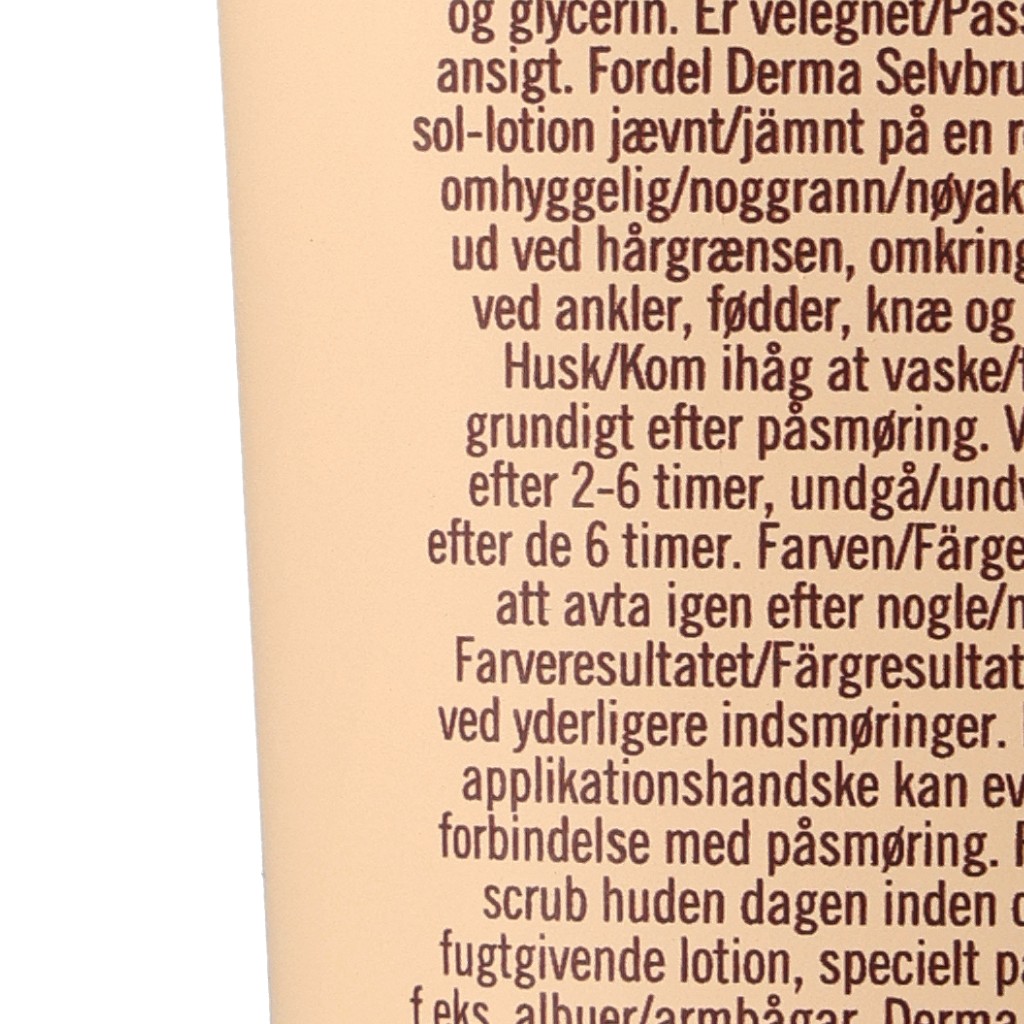 og glycerin. Er velegnet/Pass
ansigt. Fordel Derma Selvbru
sol-lotion jævnt/jämnt på en r
omhyggelig/noggrann/nøyak
ud ved hårgrænsen, omkring
ved ankler, fødder, knæ og
Husk/Kom ihåg at vaske/
grundigt efter påsmøring. V
efter 2-6 timer, undgå/undv
efter de 6 timer. Farven/Färge
att avta igen efter nogle/n
Farveresultatet/Färgresultat
ved yderligere indsmøringer.
applikationshandske kan ev
forbindelse med påsmøring.
scrub huden dagen inden
fugtgivende lotion, specielt på
f.eks. albuer/armbågar. Derma